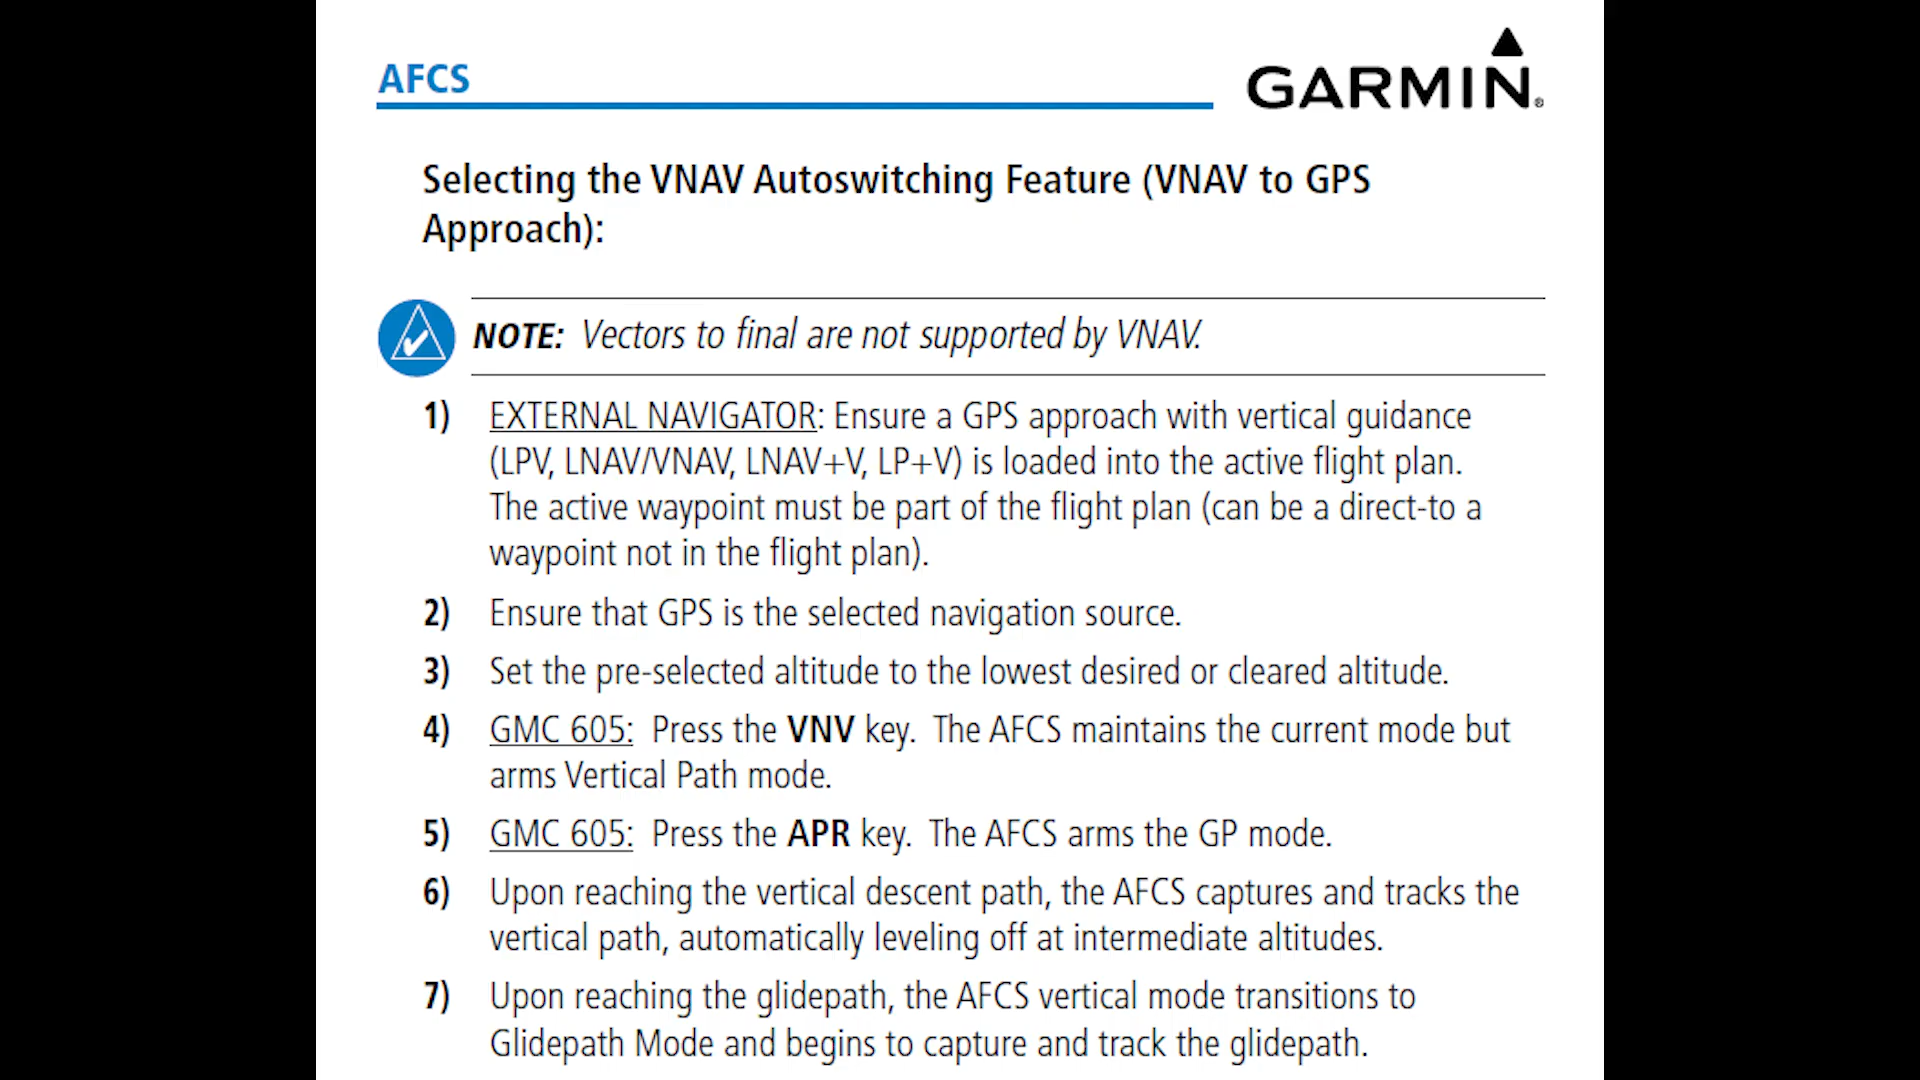 AFCS
GARMIN®
Selecting the VNAV Autoswitching Feature (VNAV to GPS
Approach):
NOTE: Vectors to final are not supported by VNAV.
1) EXTERNAL NAVIGATOR: Ensure a GPS approach with vertical guidance
(LPV, LNAV/VNAV, LNAV+V, LP+V) is loaded into the active flight plan.
The active waypoint must be part of the flight plan (can be a direct-to a
waypoint not in the flight plan).
2) Ensure that GPS is the selected navigation source.
3) Set the pre-selected altitude to the lowest desired or cleared altitude.
4) GMC 605: Press the VNV key. The AFCS maintains the current mode but
arms Vertical Path mode.
5) GMC 605: Press the APR key. The AFCS arms the GP mode.
6) Upon reaching the vertical descent path, the AFCS captures and tracks the
vertical path, automatically leveling off at intermediate altitudes.
7) Upon reaching the glidepath, the AFCS vertical mode transitions to
Glidepath Mode and begins to capture and track the glidepath.